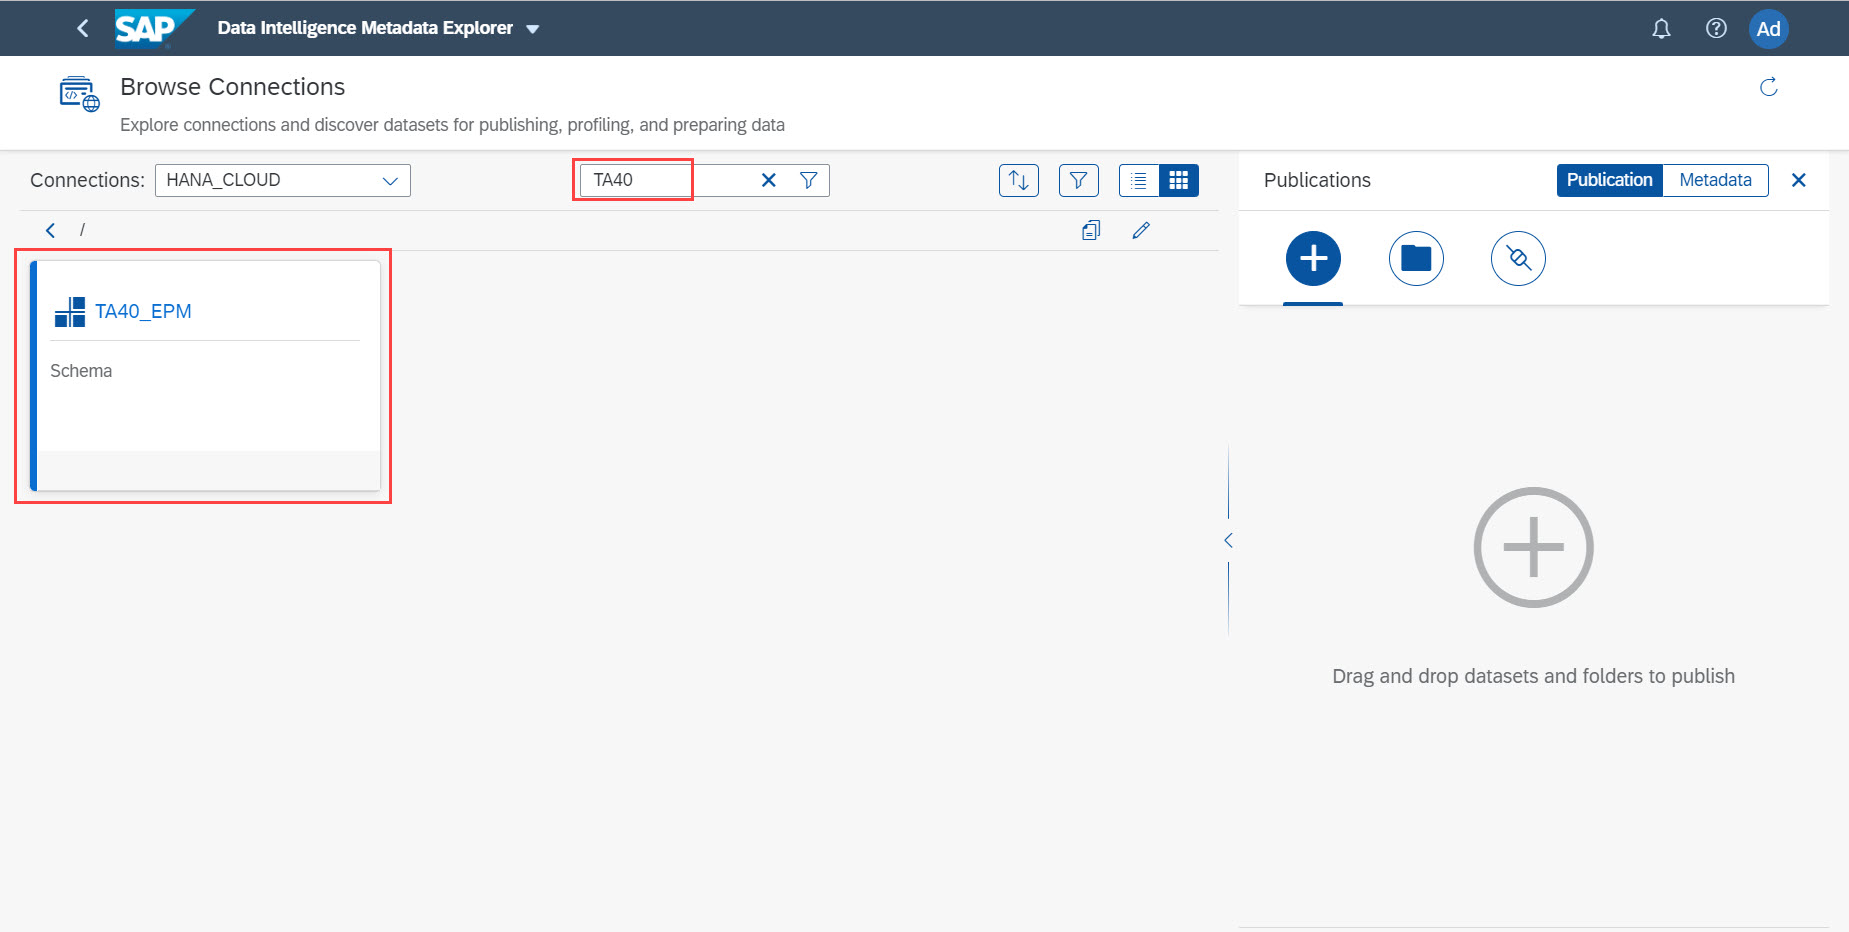 SAP
Data Intelligence Metadata Explorer
Ad
Browse Connections
Explore connections and discover datasets for publishing, profiling, and preparing data
Connections: HANA_CLOUD
TA40
/
TA40_EPM
Schema
Publications
Publication
Metadata
Drag and drop datasets and folders to publish